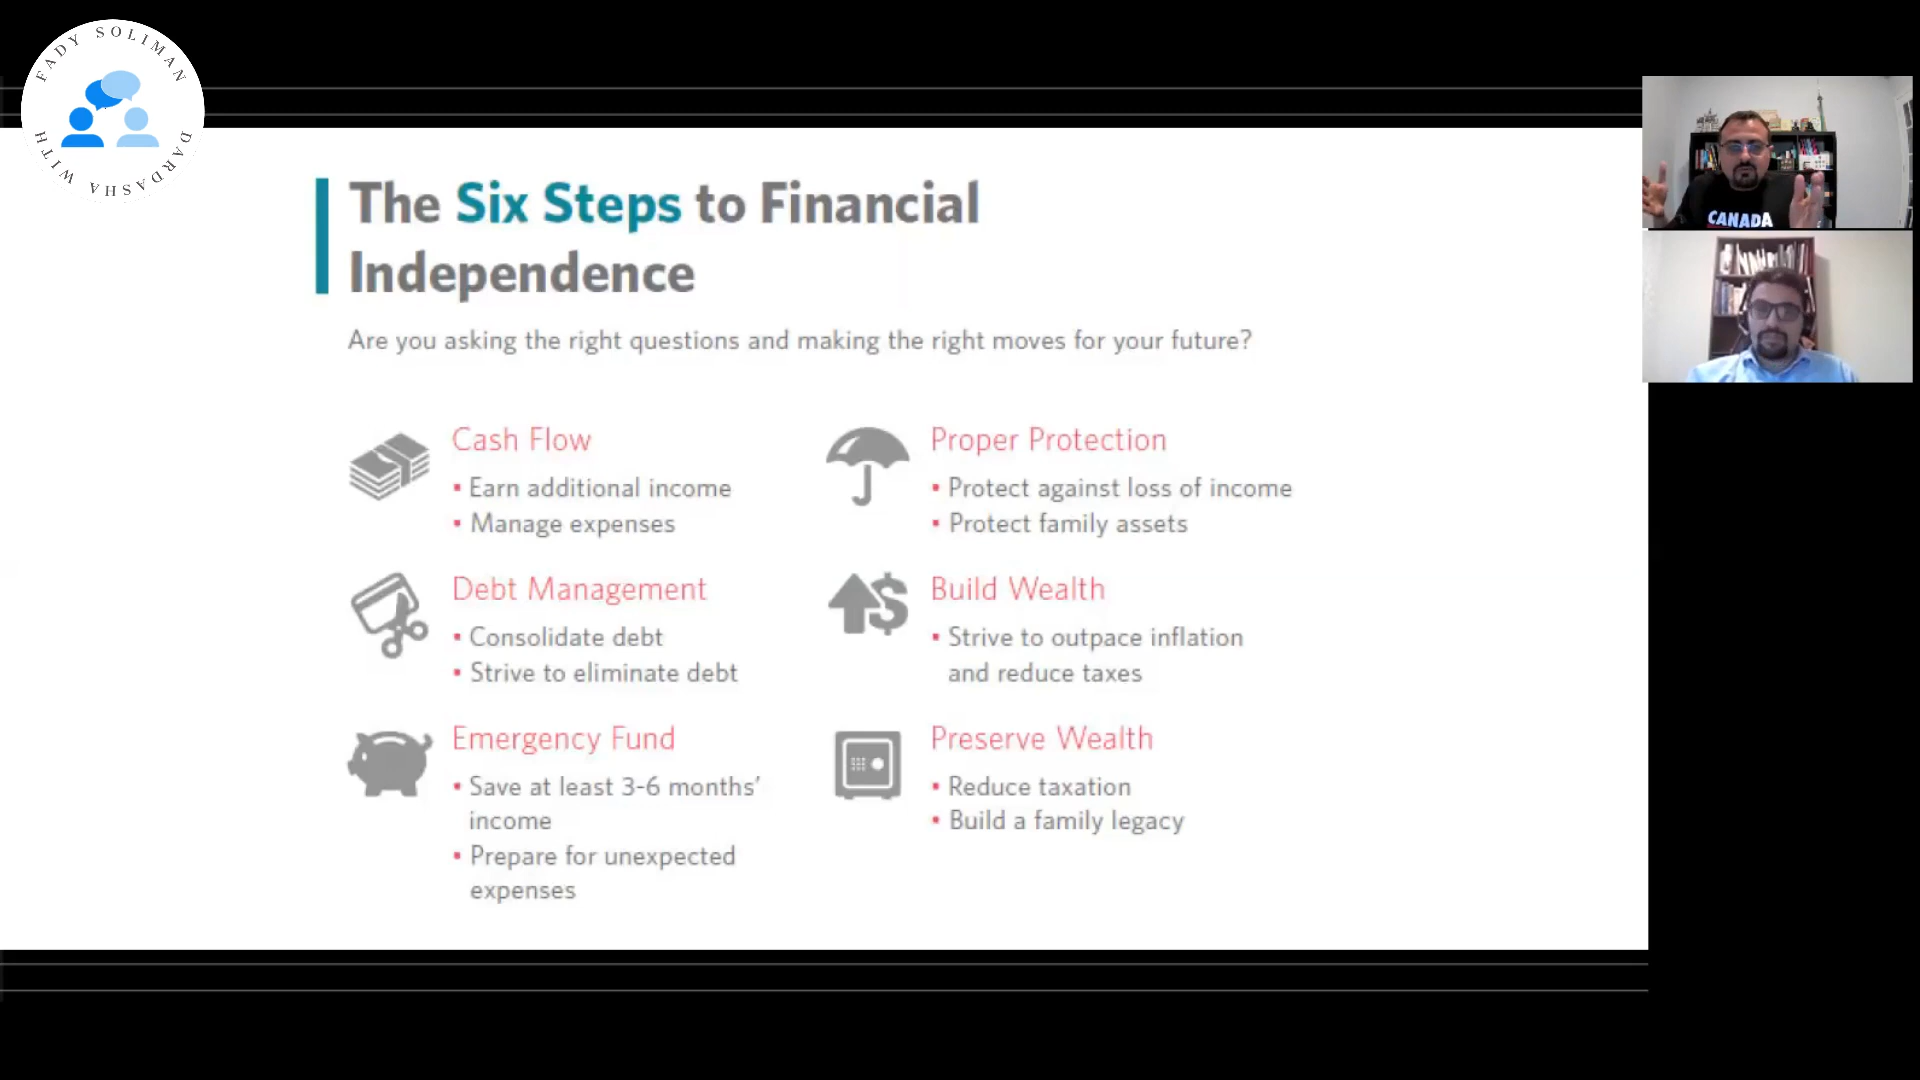 FADY SOLIMAN
DARDASHA WITH
The Six Steps to Financial
Independence
Are you asking the right questions and making the right moves for your future?
Cash Flow
▪ Earn additional income
▪ Manage expenses
Debt Management
▪ Consolidate debt
▪ Strive to eliminate debt
Emergency Fund
▪ Save at least 3-6 months’
income
▪ Prepare for unexpected
expenses
Proper Protection
▪ Protect against loss of income
▪ Protect family assets
Build Wealth
▪ Strive to outpace inflation
and reduce taxes
Preserve Wealth
▪ Reduce taxation
▪ Build a family legacy
CANADA